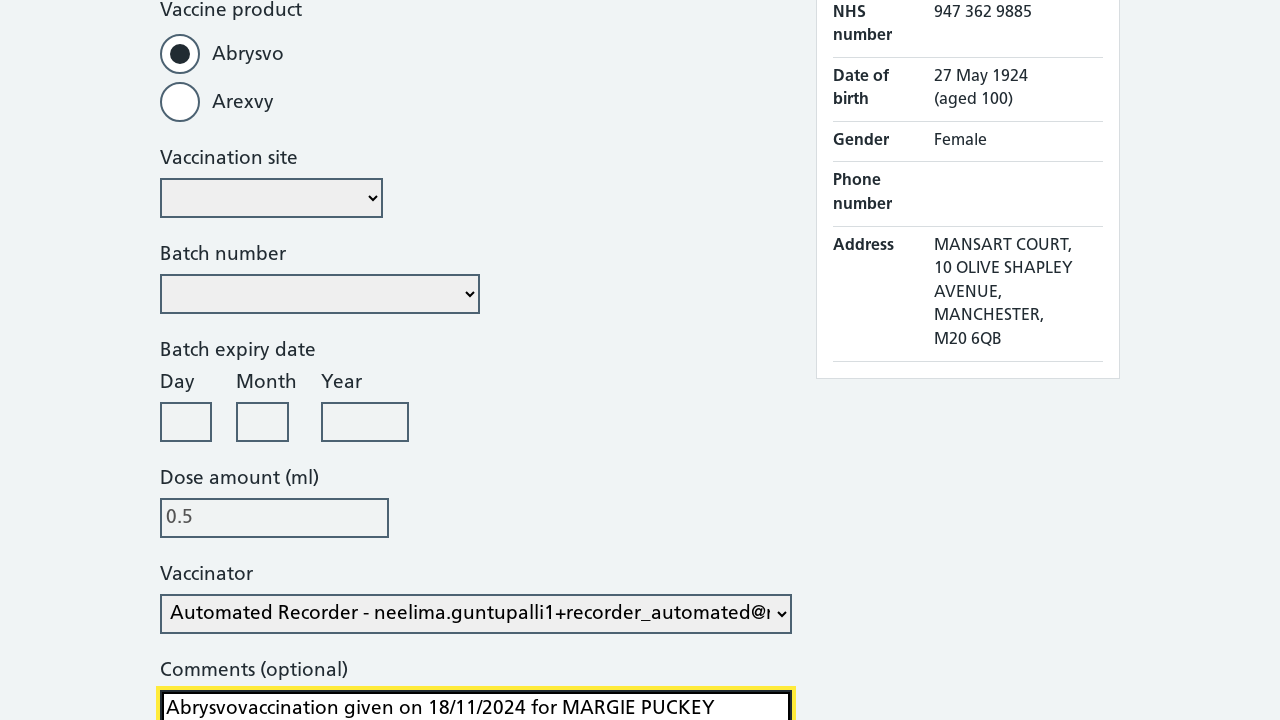 Vaccine product
Abrysvo
Arexvy
Vaccination site
Batch number
Batch expiry date
Day Month Year
Dose amount (ml)
0.5
Vaccinator
Automated Recorder - neelima.guntupalli1+recorder_automated@
Comments (optional)
Abrysvovaccination given on 18/11/2024 for MARGIE PUCKEY
NHS number 947 362 9885
Date of birth 27 May 1924 (aged 100)
Gender Female
Phone number
Address MANSART COURT,
10 OLIVE SHAPLEY
AVENUE,
MANCHESTER,
M20 6QB